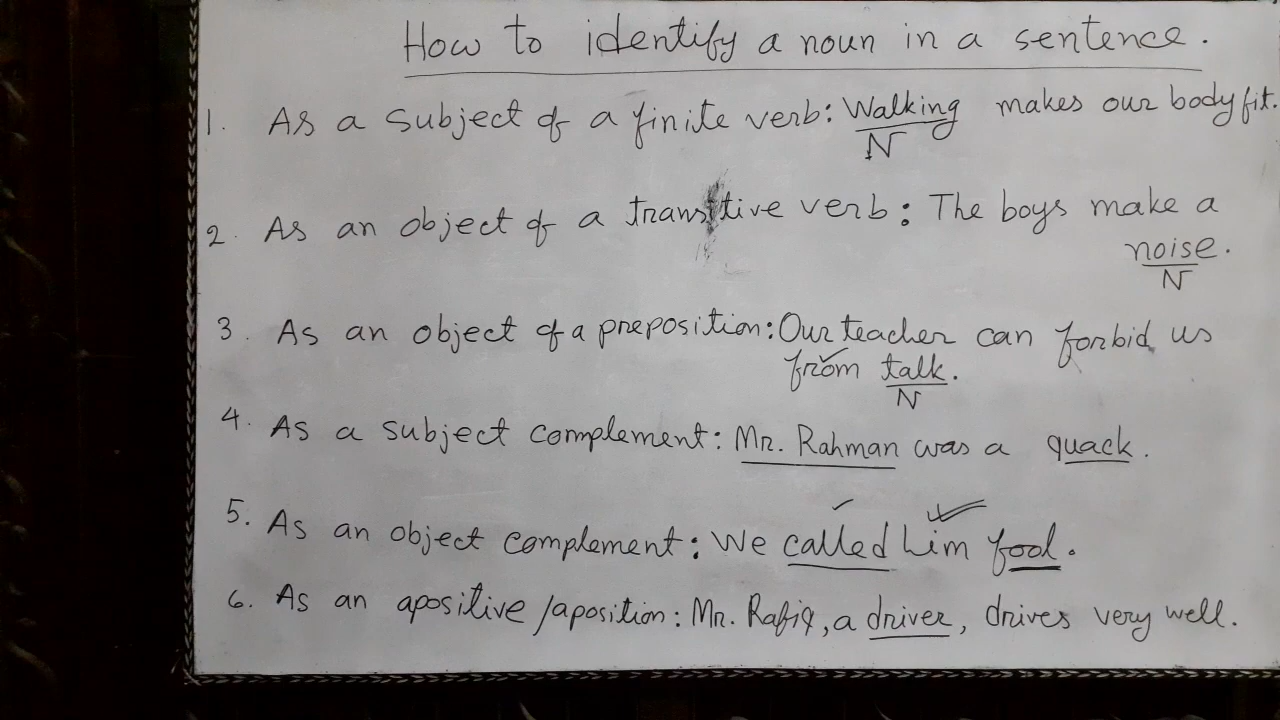 How to identify a noun in a sentence.
1. As a subject of a finite verb: Walking makes our body fit.
N
2. As an object of a transitive verb: The boys make a
noise.
N
3. As an object of a preposition: Our teacher can forbid us
from talk.
N
4. As a subject complement: Mr. Rahman was a quack.
5. As an object complement: We called him fool.
6. As an apositive/aposition: Mr. Rafiq, a driver, drives very well.